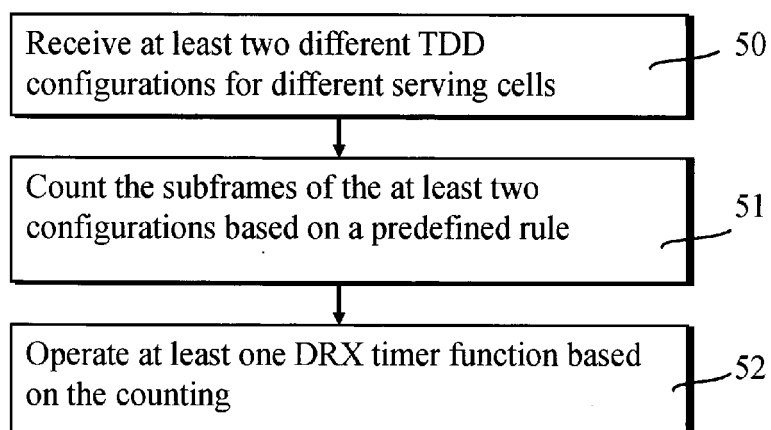 Receive at least two different TDD
configurations for different serving cells
50
Count the subframes of the at least two
configurations based on a predefined rule
51
Operate at least one DRX timer function based
on the counting
52